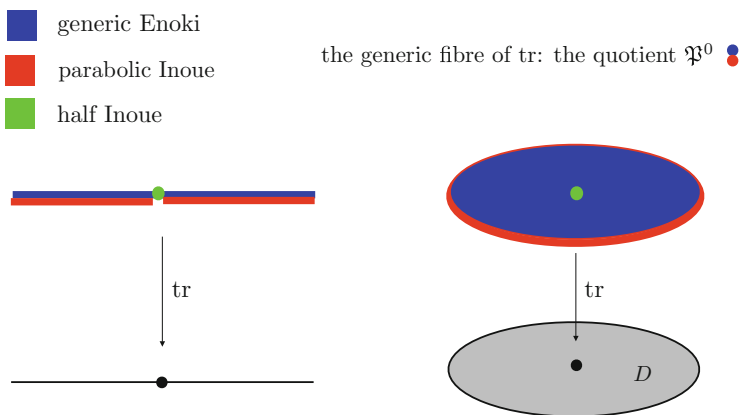 generic Enoki
parabolic Inoue
half Inoue
the generic fibre of tr: the quotient 𝔓⁰
tr
tr
D